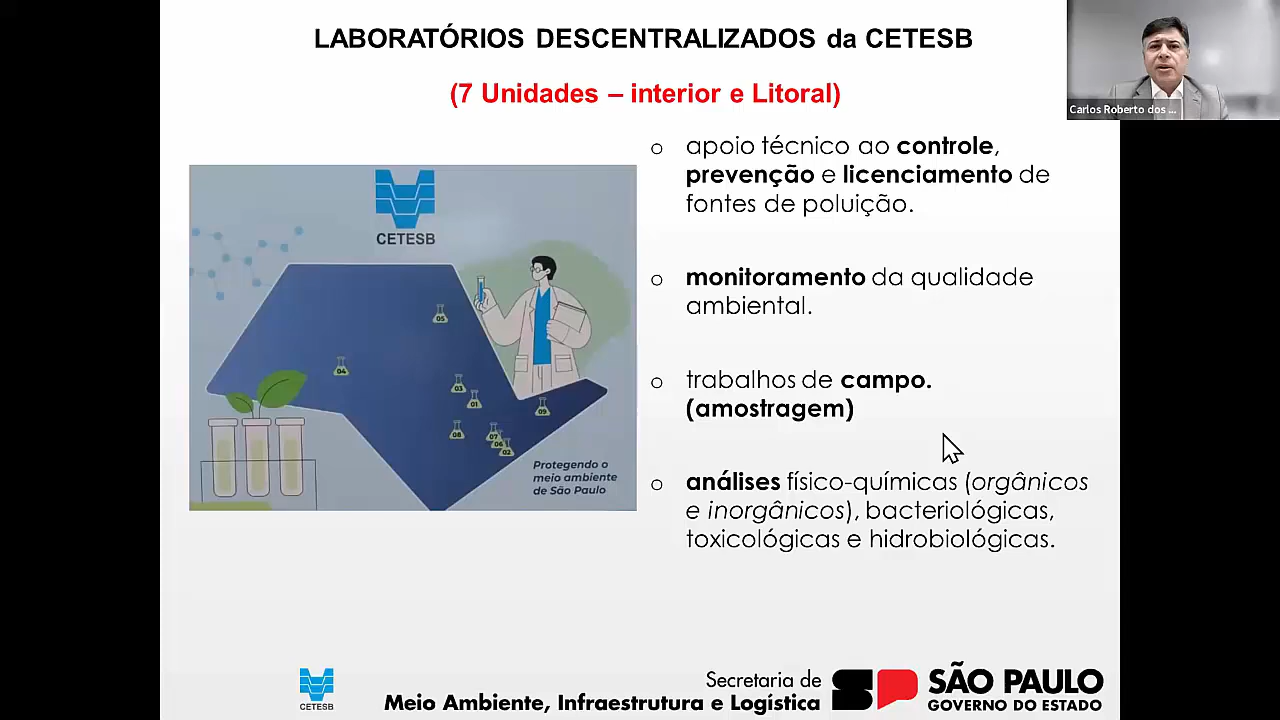 LABORATÓRIOS DESCENTRALIZADOS da CETESB
(7 Unidades – interior e Litoral)
Carlos Roberto dos ...
o apoio técnico ao controle,
prevenção e licenciamento de
fontes de poluição.
o monitoramento da qualidade
ambiental.
o trabalhos de campo.
(amostragem)
o análises físico-químicas (orgânicos
e inorgânicos), bacteriológicas,
toxicológicas e hidrobiológicas.
CETESB
05
04
03
01
09
08
07
06
02
Protegendo o
meio ambiente
de São Paulo
CETESB
Secretaria de
Meio Ambiente, Infraestrutura e Logística
SP
SÃO PAULO
GOVERNO DO ESTADO